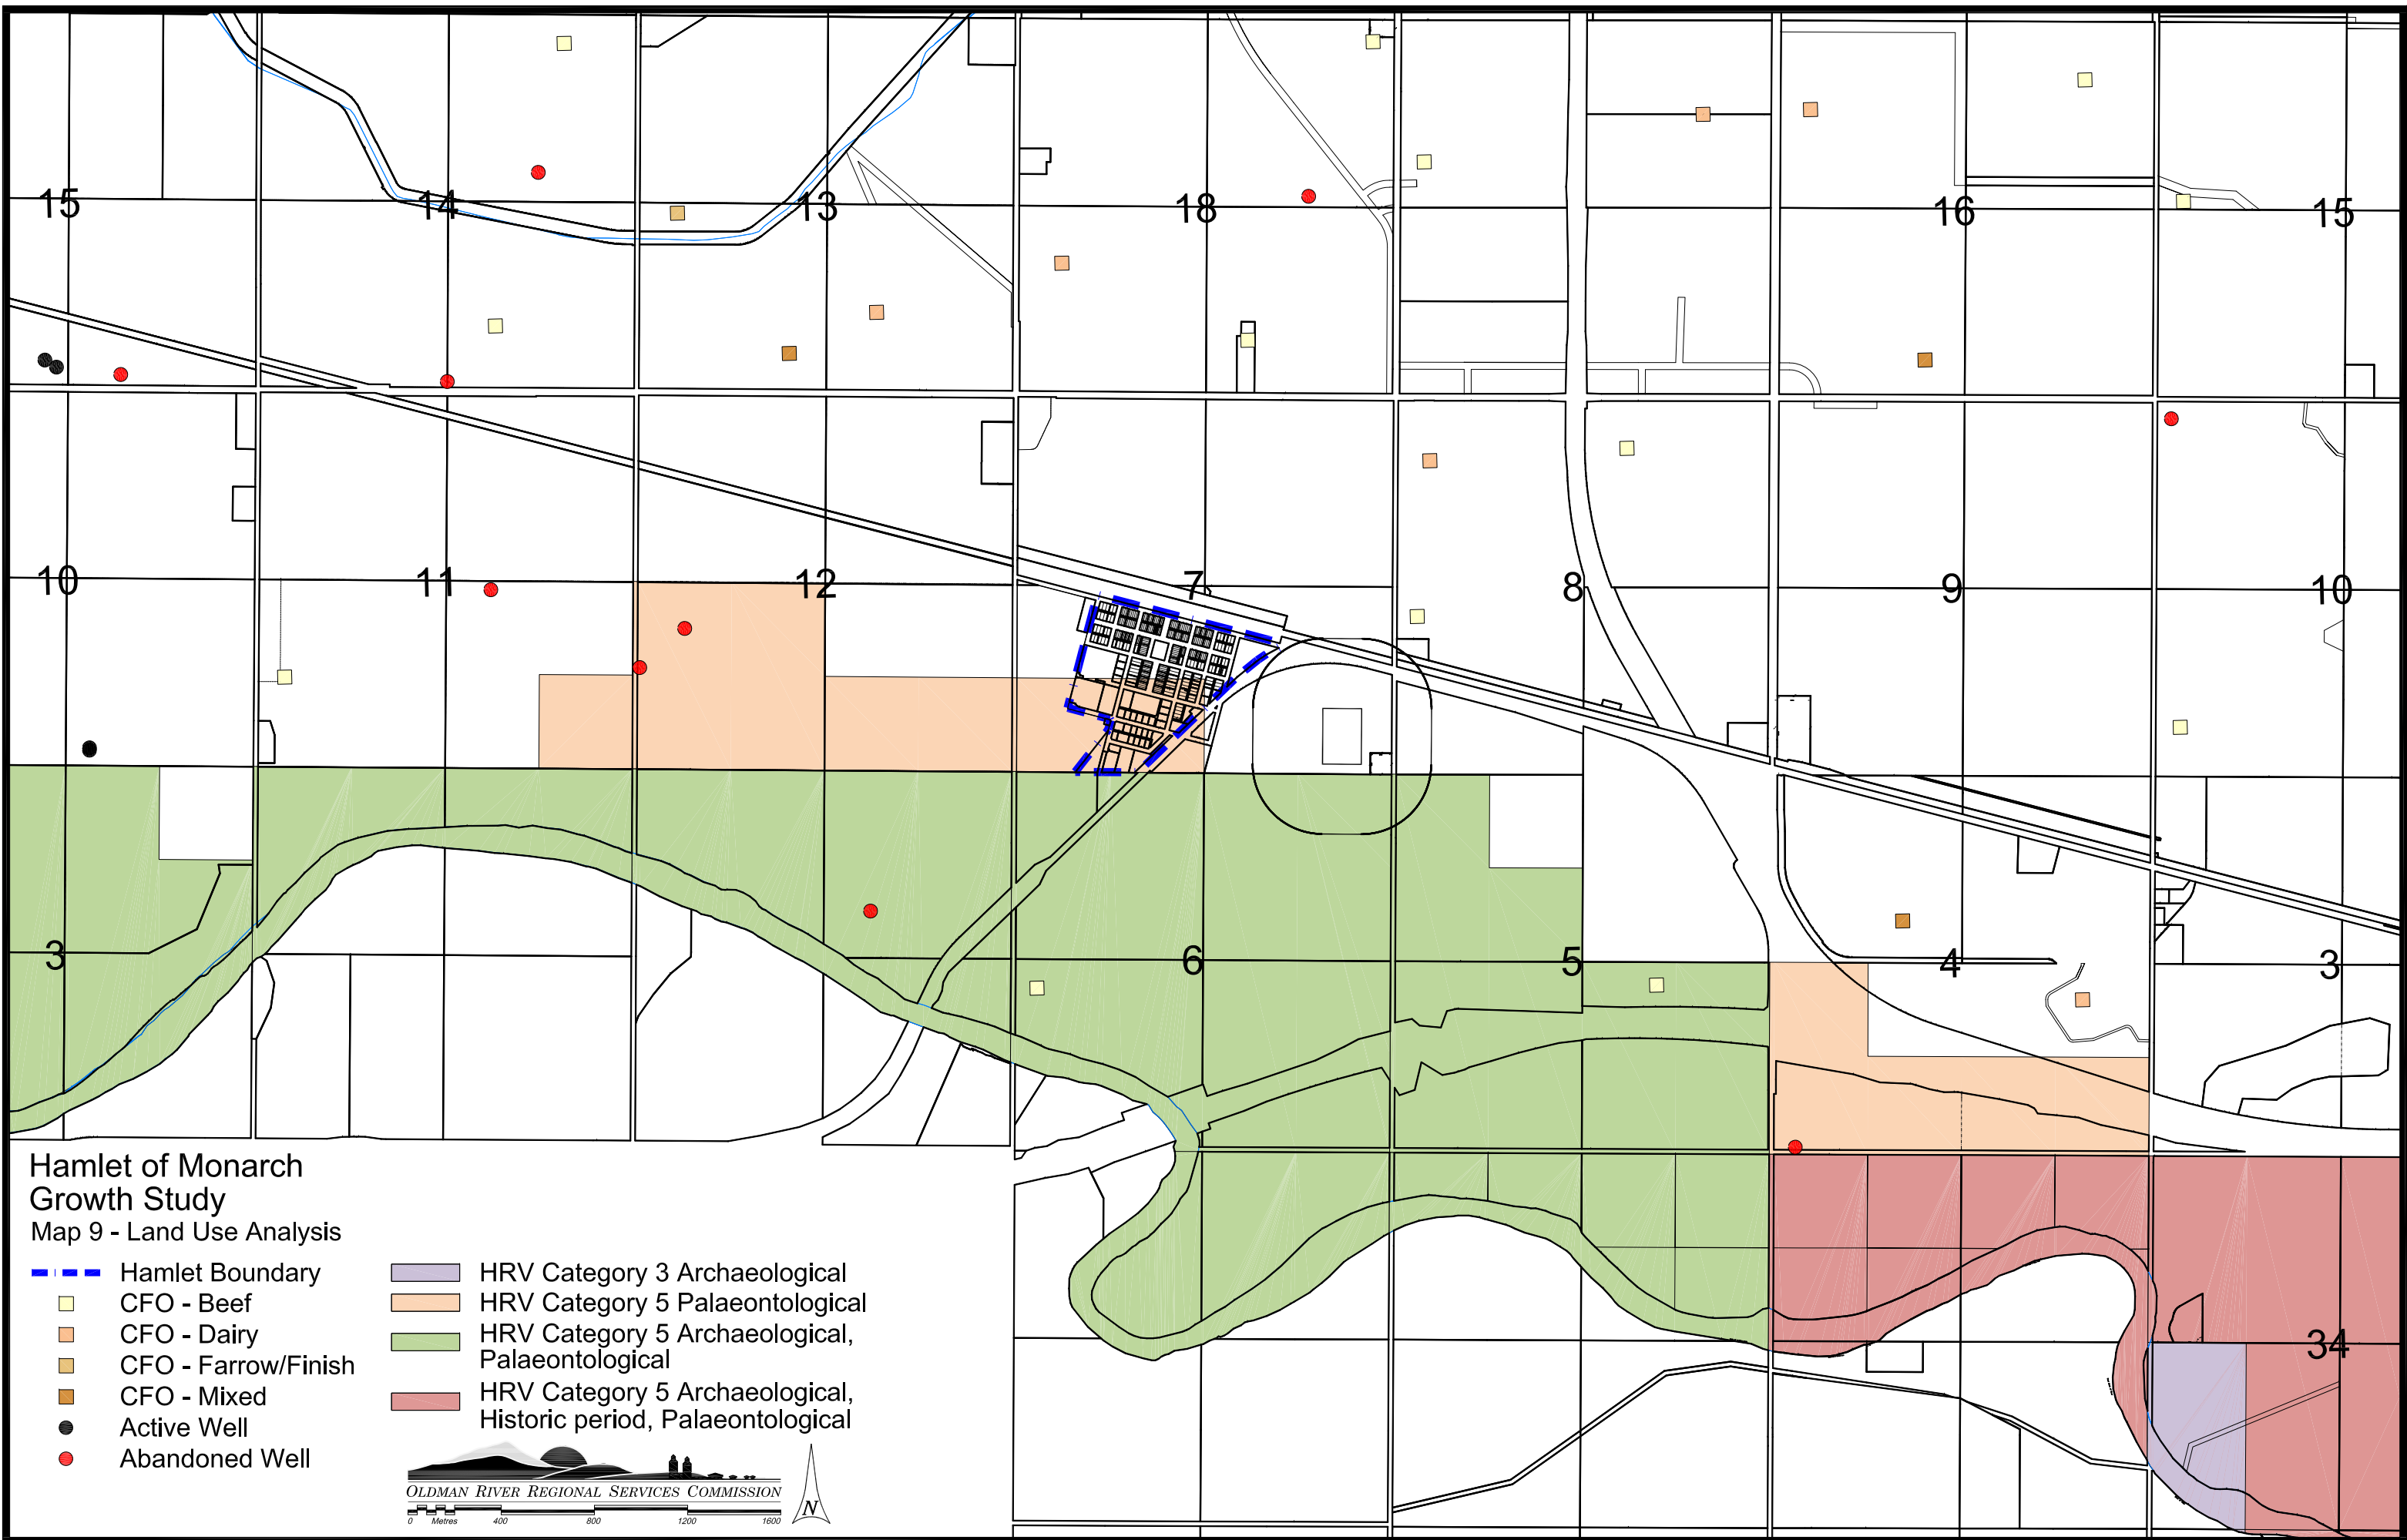 15
14
13
18
16
15
10
11
12
7
8
9
10
3
6
5
4
3
34
Hamlet of Monarch
Growth Study
Map 9 - Land Use Analysis
Hamlet Boundary
CFO - Beef
CFO - Dairy
CFO - Farrow/Finish
CFO - Mixed
Active Well
Abandoned Well
HRV Category 3 Archaeological
HRV Category 5 Palaeontological
HRV Category 5 Archaeological,
Palaeontological
HRV Category 5 Archaeological,
Historic period, Palaeontological
OLDMAN RIVER REGIONAL SERVICES COMMISSION
0 Metres 400 800 1200 1600
N